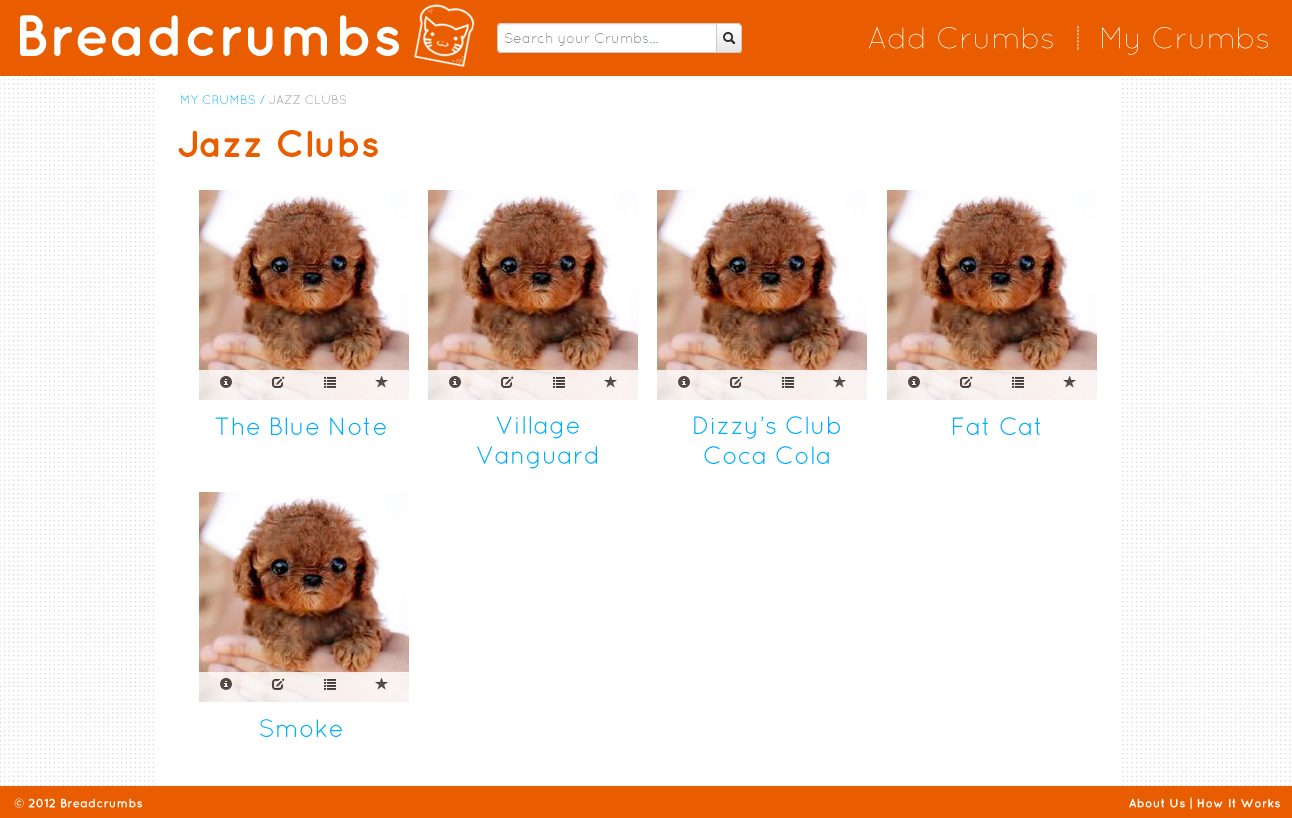 Breadcrumbs
Search your Crumbs...
Add Crumbs
My Crumbs
MY CRUMBS / JAZZ CLUBS
Jazz Clubs
The Blue Note
Village
Vanguard
Dizzy's Club
Coca Cola
Fat Cat
Smoke
© 2012 Breadcrumbs
About Us | How It Works